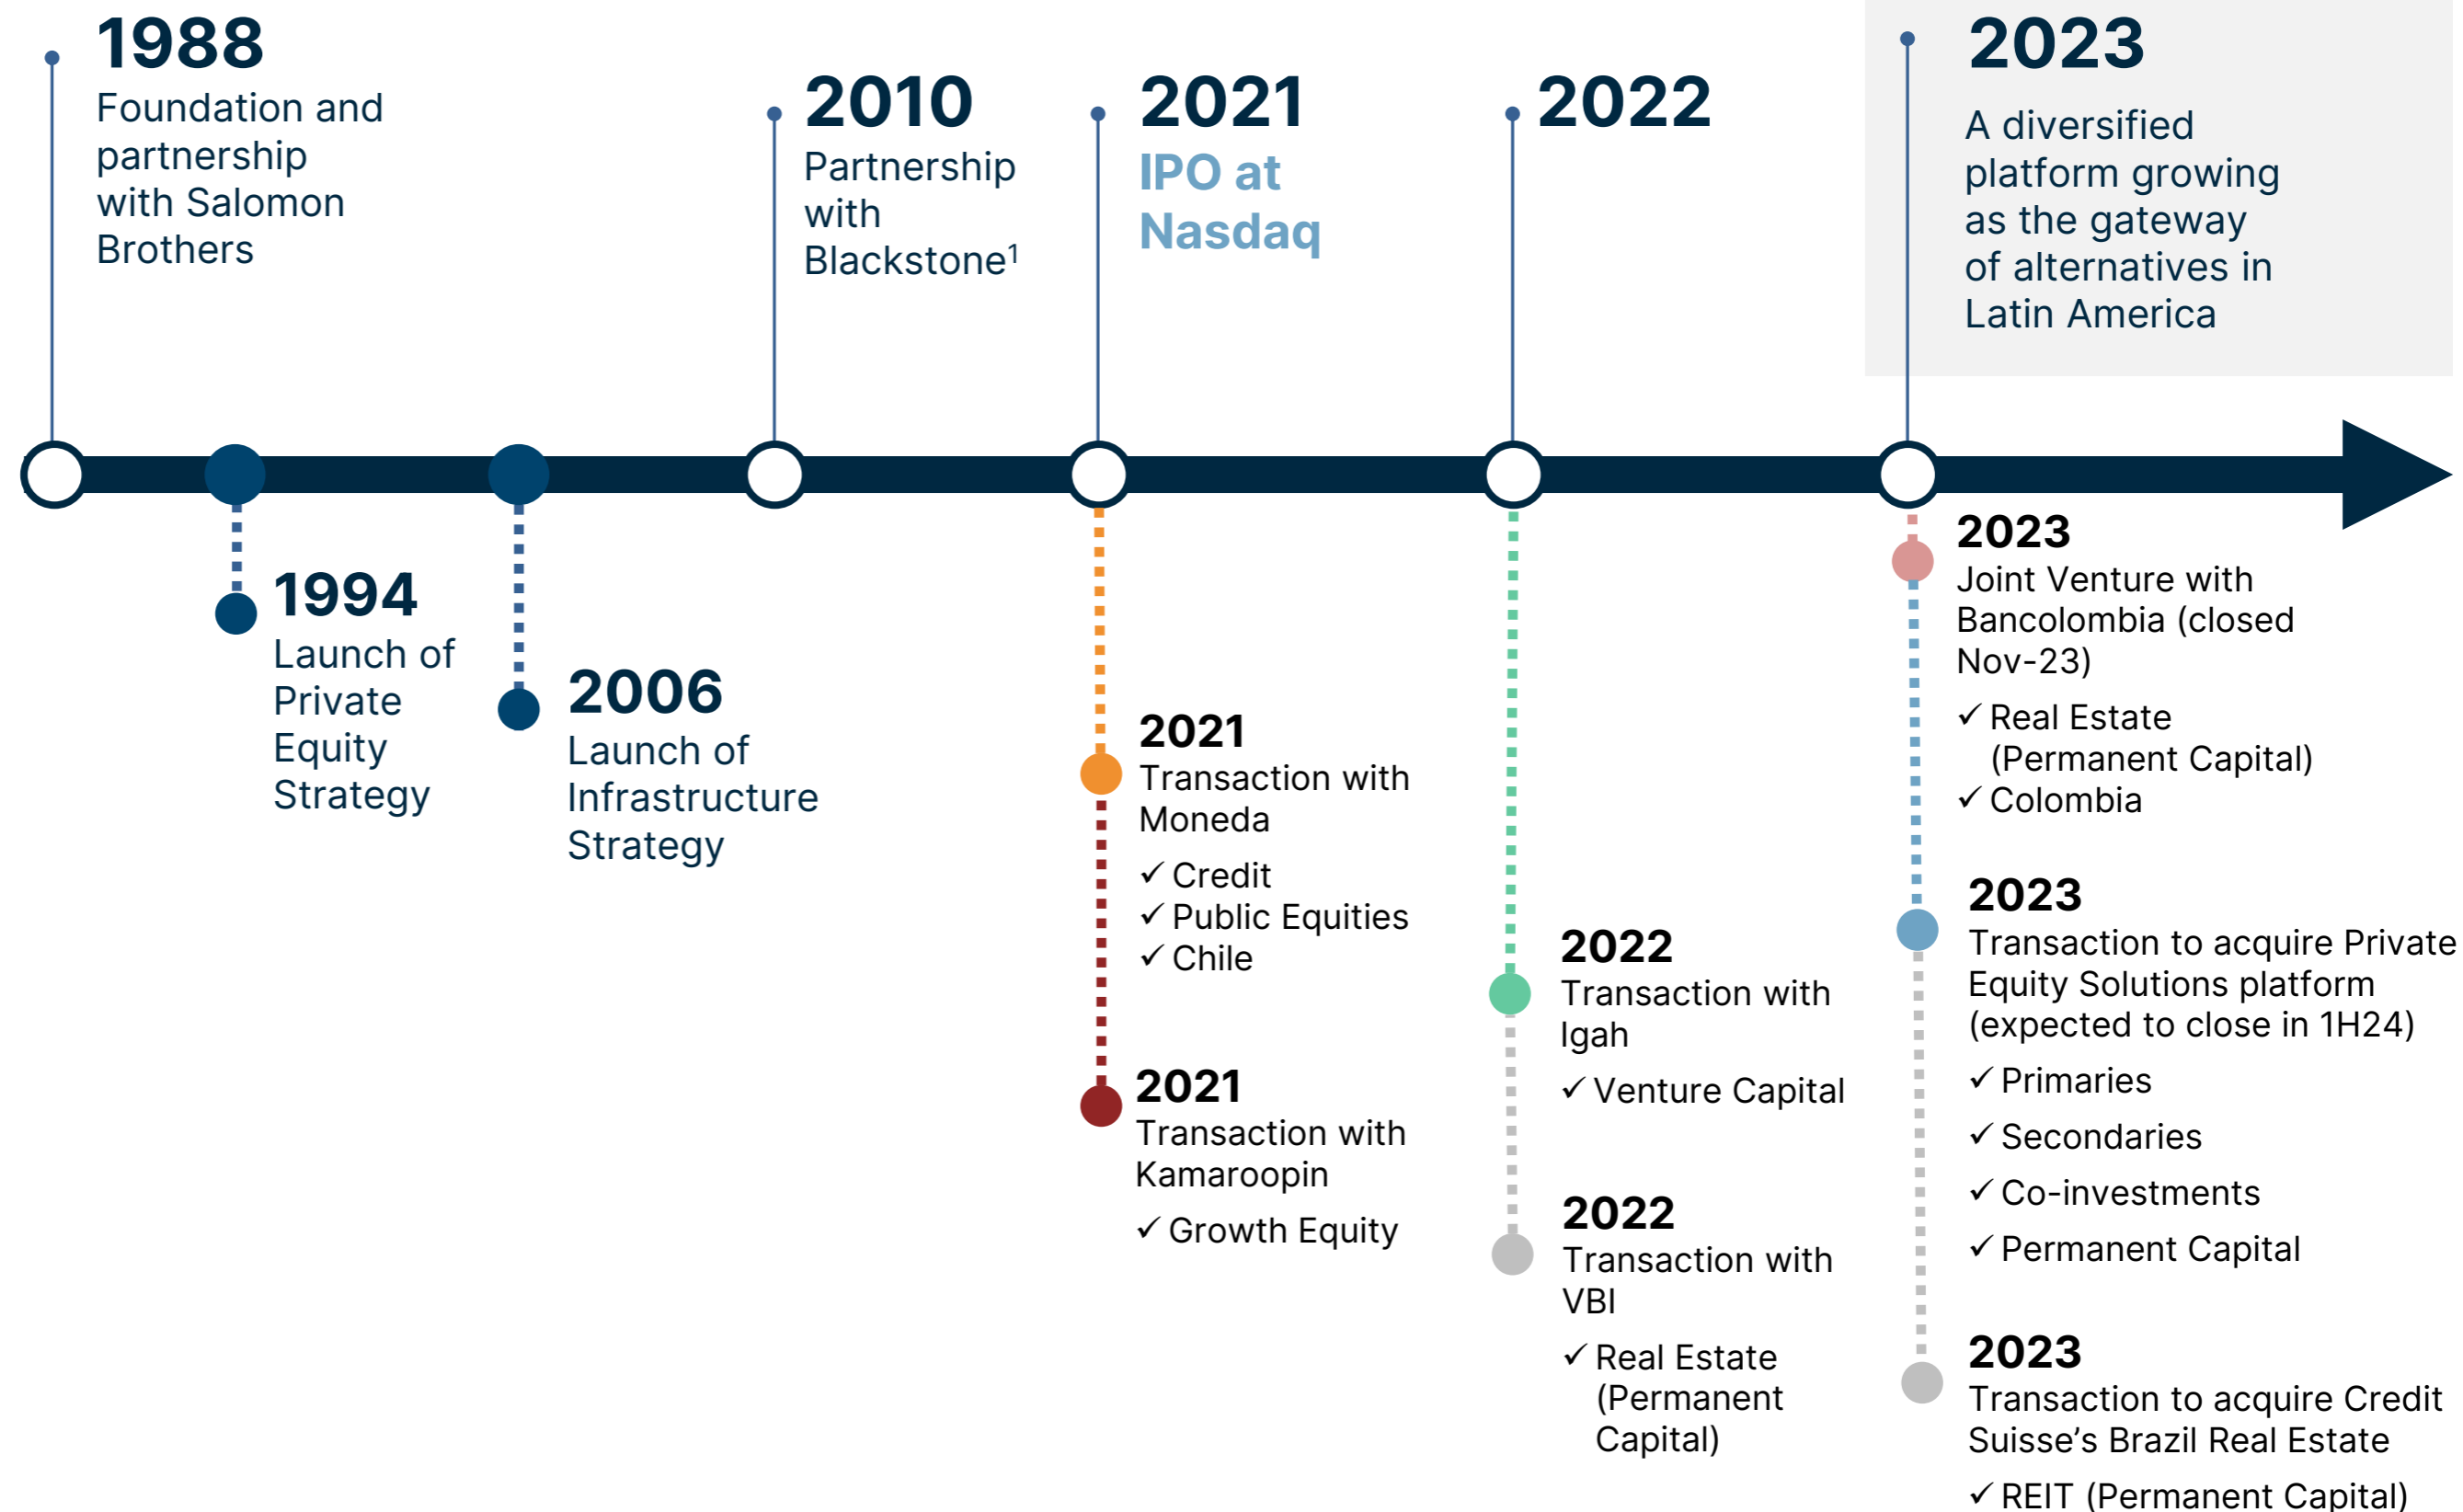 1988
Foundation and
partnership
with Salomon
Brothers
2010
Partnership
with
Blackstone¹
2021
IPO at
Nasdaq
2022
2023
A diversified
platform growing
as the gateway
of alternatives in
Latin America
1994
Launch of
Private
Equity
Strategy
2006
Launch of
Infrastructure
Strategy
2021
Transaction with
Moneda
✓ Credit
✓ Public Equities
✓ Chile
2021
Transaction with
Kamaroopin
✓ Growth Equity
2022
Transaction with
Igah
✓ Venture Capital
2022
Transaction with
VBI
✓ Real Estate
(Permanent
Capital)
2023
Joint Venture with
Bancolombia (closed
Nov-23)
✓ Real Estate
(Permanent Capital)
✓ Colombia
2023
Transaction to acquire Private
Equity Solutions platform
(expected to close in 1H24)
✓ Primaries
✓ Secondaries
✓ Co-investments
✓ Permanent Capital
2023
Transaction to acquire Credit
Suisse’s Brazil Real Estate
✓ REIT (Permanent Capital)